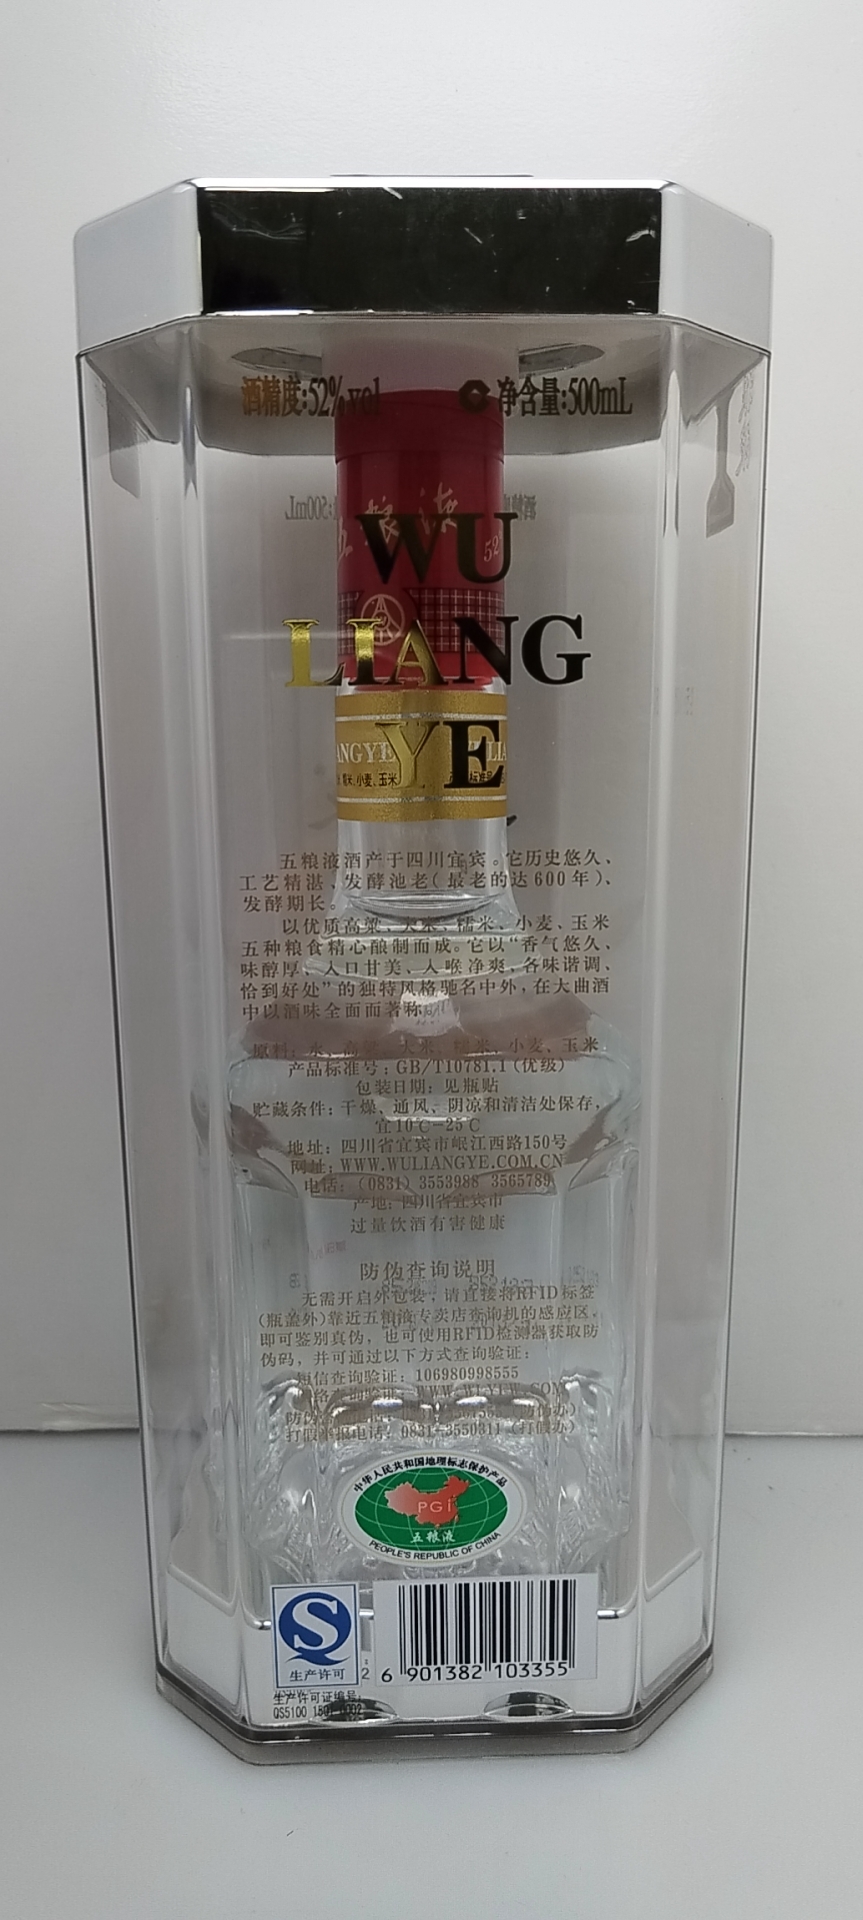 酒精度:52%vol 净含量:500mL
WU
LIANG
YE
五粮液酒产于四川宜宾。它历史悠久、
工艺精湛、发酵池老(最老的达600年)、
发酵期长。
以优质高粱、大米、糯米、小麦、玉米
五种粮食精心酿制而成。它以“香气悠久、
味醇厚、入口甘美、入喉净爽、各味谐调、
恰到好处”的独特风格驰名中外,在大曲酒
中以酒味全面而著称。
原料: 水、高粱、大米、糯米、小麦、玉米
产品标准号: GB/T10781.1(优级)
包装日期: 见瓶贴
贮藏条件: 干燥、通风、阴凉和清洁处保存,
宜10℃-25℃
地址: 四川省宜宾市岷江西路150号
网址: WWW.WULIANGYE.COM.CN
电话: (0831) 3553988 3565789
产地: 四川省宜宾市
过量饮酒有害健康
防伪查询说明
无需开启外包装, 请直接将RFID标签
(瓶盖外)靠近五粮液专卖店查询机的感应区,
即可鉴别真伪, 也可使用RFID检测器获取防
伪码, 并可通过以下方式查询验证:
短信查询验证: 106980998555
打假举报电话: 0831-3550311 (打假办)
中华人民共和国地理标志保护产品
PGI
五粮液
PEOPLE'S REPUBLIC OF CHINA
S
生产许可
6 901382 103355
生产许可证编号:
QS5100 1501 0002